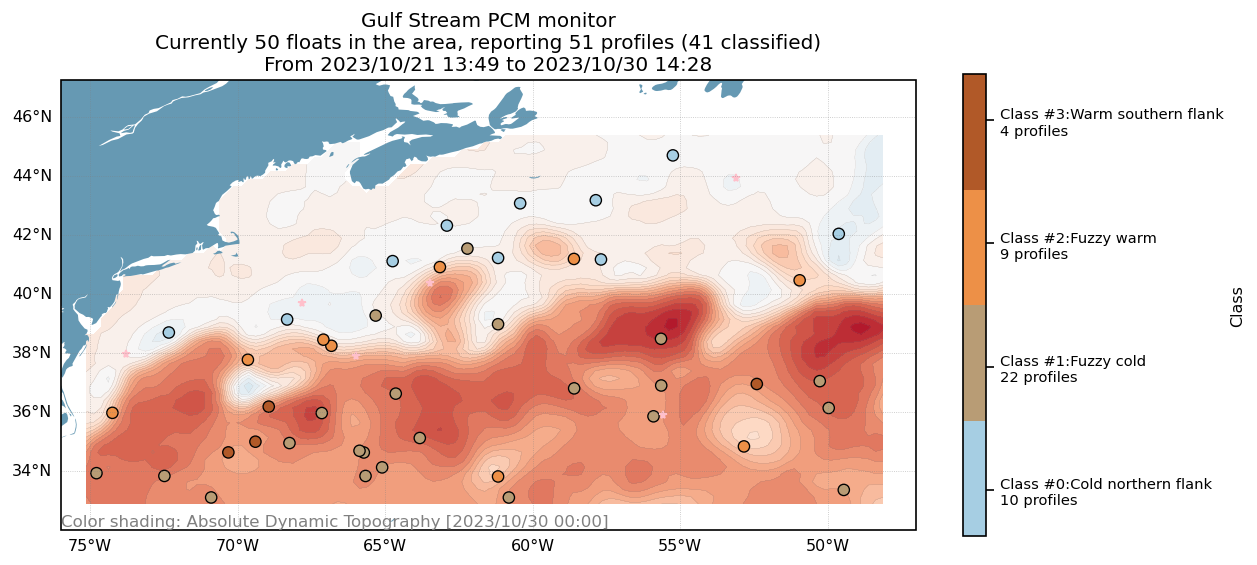 Gulf Stream PCM monitor
Currently 50 floats in the area, reporting 51 profiles (41 classified)
From 2023/10/21 13:49 to 2023/10/30 14:28
46°N
44°N
42°N
40°N
38°N
36°N
34°N
Color shading: Absolute Dynamic Topography [2023/10/30 00:00]
75°W
70°W
65°W
60°W
55°W
50°W
Class #3:Warm southern flank
4 profiles
Class #2:Fuzzy warm
9 profiles
Class #1:Fuzzy cold
22 profiles
Class #0:Cold northern flank
10 profiles
Class